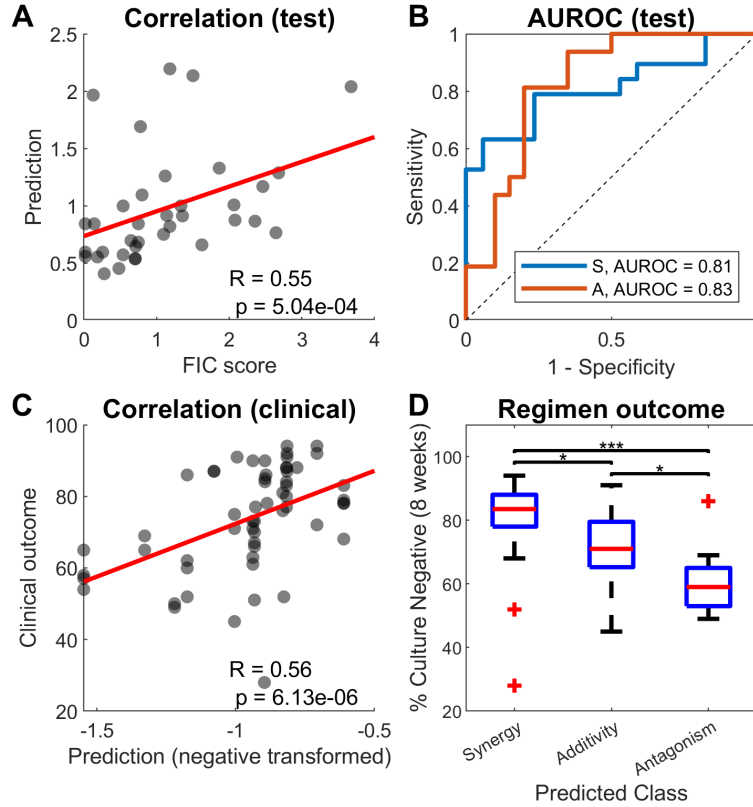 A
Correlation (test)
Prediction
2.5
2
1.5
1
0.5
0
R = 0.55
p = 5.04e-04
0
1
2
3
4
FIC score
B
AUROC (test)
Sensitivity
1
0.8
0.6
0.4
0.2
0
S, AUROC = 0.81
A, AUROC = 0.83
0.5
1 - Specificity
C
Correlation (clinical)
Clinical outcome
100
80
60
40
20
R = 0.56
p = 6.13e-06
-1.5
-1
-0.5
Prediction (negative transformed)
D
Regimen outcome
% Culture Negative (8 weeks)
100
80
60
40
20
***
*
*
Synergy
Additivity
Antagonism
Predicted Class